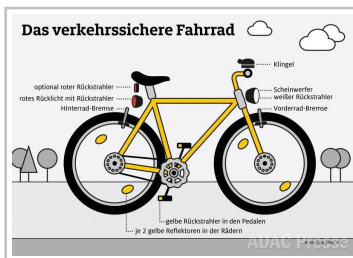 Das verkehrssichere Fahrrad
Klingel
optional roter Rückstrahler
rotes Rücklicht mit Rückstrahler
Hinterrad-Bremse
Scheinwerfer
weißer Rückstrahler
Vorderrad-Bremse
gelbe Rückstrahler in den Pedalen
je 2 gelbe Reflektoren in den Rädern
ADAC Presse